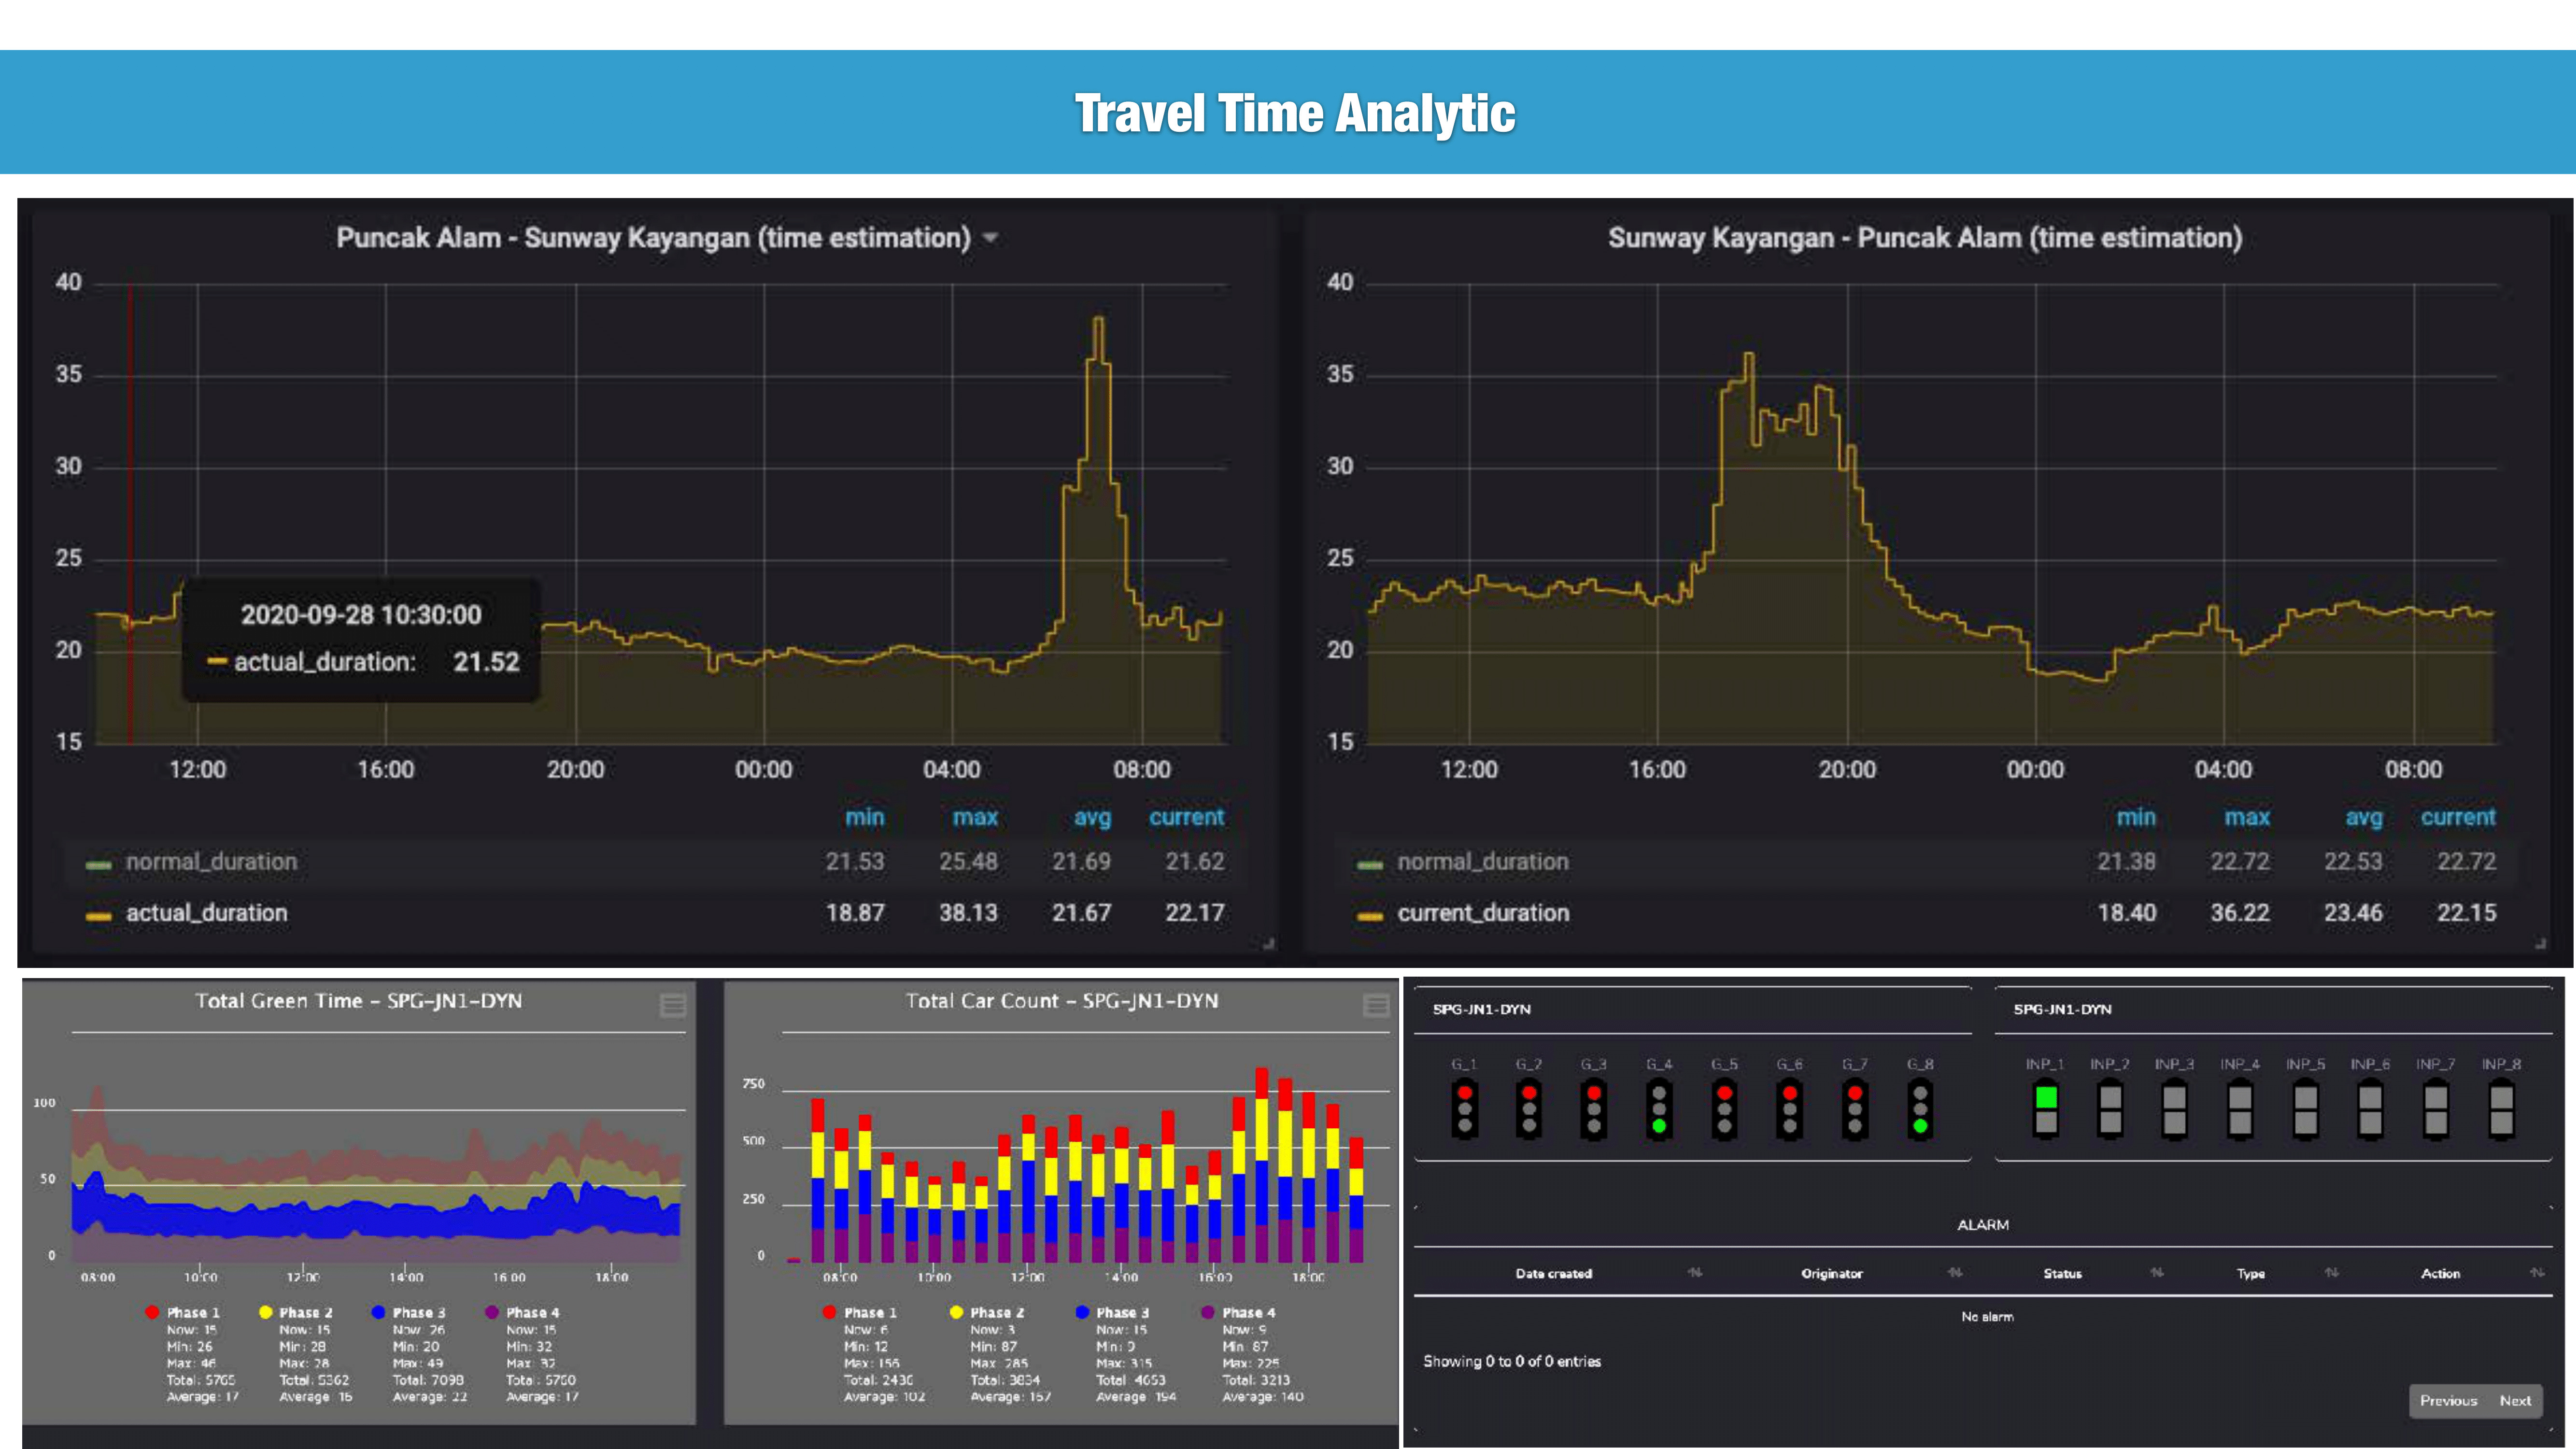 Travel Time Analytic
Puncak Alam - Sunway Kayangan (time estimation)
40
35
30
25
20
15
2020-09-28 10:30:00
actual_duration: 21.52
12:00 16:00 20:00 00:00 04:00 08:00
min max avg current
normal_duration 21.53 25.48 21.69 21.62
actual_duration 18.87 38.13 21.67 22.17
Sunway Kayangan - Puncak Alam (time estimation)
40
35
30
25
20
15
12:00 16:00 20:00 00:00 04:00 08:00
min max avg current
normal_duration 21.38 22.72 22.53 22.72
current_duration 18.40 36.22 23.46 22.15
Total Green Time - SPG-JN1-DYN
100
50
0
08:00 10:00 12:00 14:00 16:00 18:00
Phase 1 Phase 2 Phase 3 Phase 4
Now: 15 Now: 15 Now: 26 Now: 15
Min: 26 Min: 28 Min: 20 Min: 32
Max: 46 Max: 28 Max: 49 Max: 32
Total: 5765 Total: 5362 Total: 7098 Total: 5760
Average: 17 Average: 16 Average: 22 Average: 17
Total Car Count - SPG-JN1-DYN
750
500
250
0
08:00 10:00 12:00 14:00 16:00 18:00
Phase 1 Phase 2 Phase 3 Phase 4
Now: 6 Now: 3 Now: 15 Now: 9
Min: 12 Min: 87 Min: Min: 87
Max: 156 Max: 285 Max: 315 Max: 225
Total: Total: 3834 Total: 4653 Total: 3213
Average: 102 Average: Average: 194 Average: 140
SPG-JN1-DYN
G_1 G_2 G_3 G_4 G_5 G_6 G_7 G_8
SPG-JN1-DYN
INP_1 INP_2 INP_3 INP_4 INP_5 INP_6 INP_7 INP_8
ALARM
Date created Originator Status Type Action
No alarm
Showing 0 to 0 of 0 entries
Previous Next